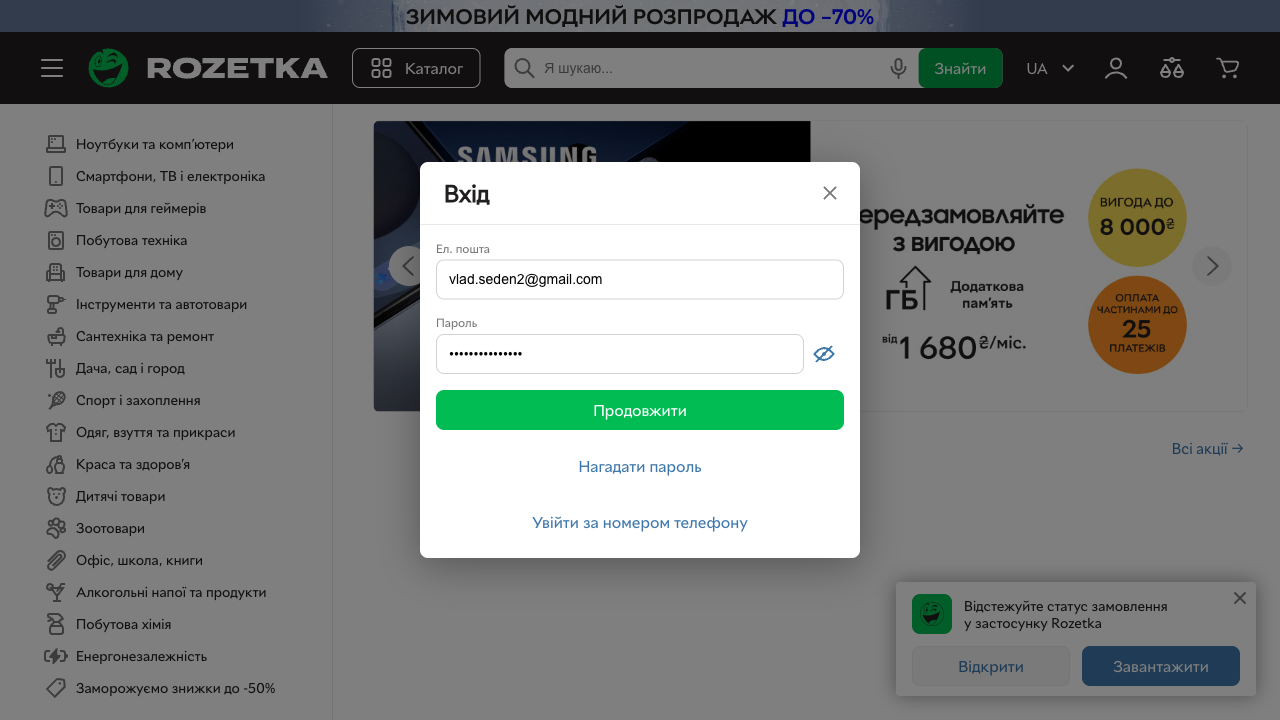 ЗИМОВИЙ МОДНИЙ РОЗПРОДАЖ ДО −70%
ROZETKA
Каталог
Я шукаю...
Знайти
UA
Ноутбуки та комп'ютери
Смартфони, ТВ і електроніка
Товари для геймерів
Побутова техніка
Товари для дому
Інструменти та автотовари
Сантехніка та ремонт
Дача, сад і город
Спорт і захоплення
Одяг, взуття та прикраси
Краса та здоров'я
Дитячі товари
Зоотовари
Офіс, школа, книги
Алкогольні напої та продукти
Побутова хімія
Енергонезалежність
Заморожуємо знижки до -50%
SAMSUNG
ередзамовляйте
з вигодою
ГБ
Додаткова
пам'ять
від 1 680₴/міс.
ВИГОДА ДО
8 000₴
ОПЛАТА
ЧАСТИНАМИ ДО
25
ПЛАТЕЖІВ
Всі акції →
Вхід
Ел. пошта
vlad.seden2@gmail.com
Пароль
•••••••••••••••
Продовжити
Нагадати пароль
Увійти за номером телефону
Відстежуйте статус замовлення
у застосунку Rozetka
Відкрити
Завантажити